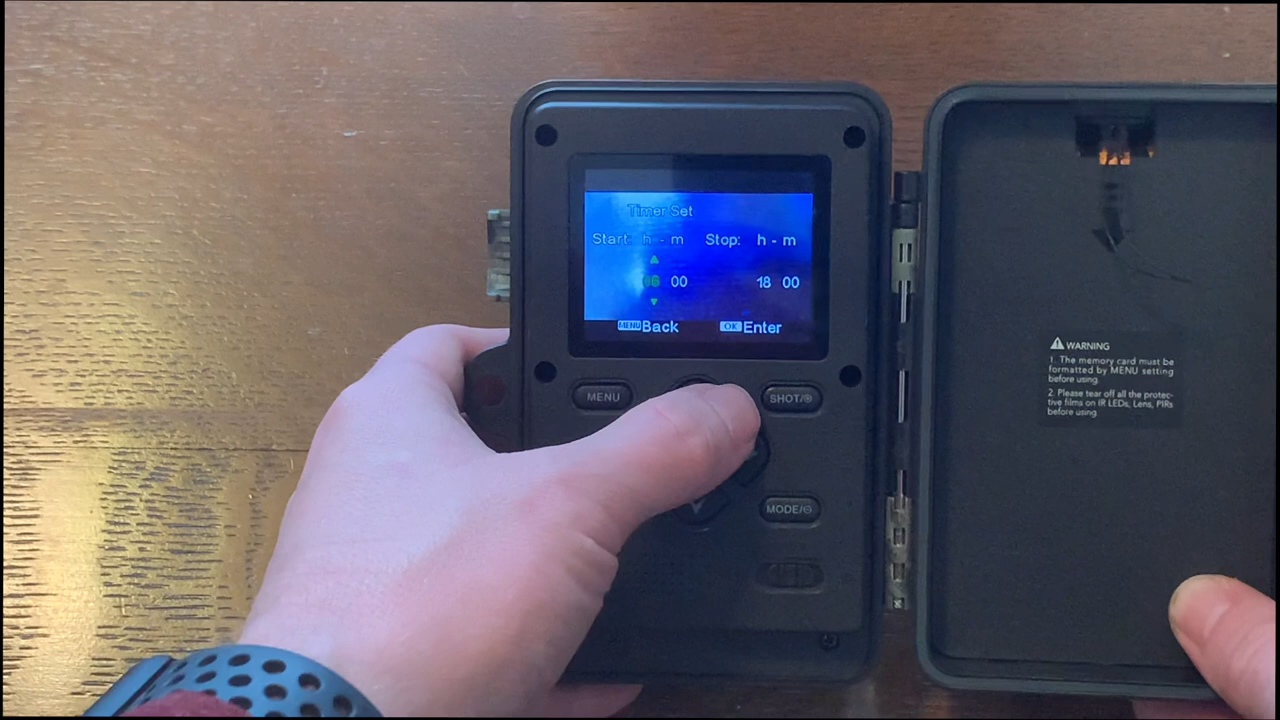 Timer Set
Start: h - m Stop: h - m
06 00 18 00
MENU Back OK Enter
MENU
SHOT/
MODE/
WARNING
1. The memory card must be
formatted by MENU setting
before using.
2. Please tear off all the protec-
tive films on IR LEDs, Lens, PIRs
before using.